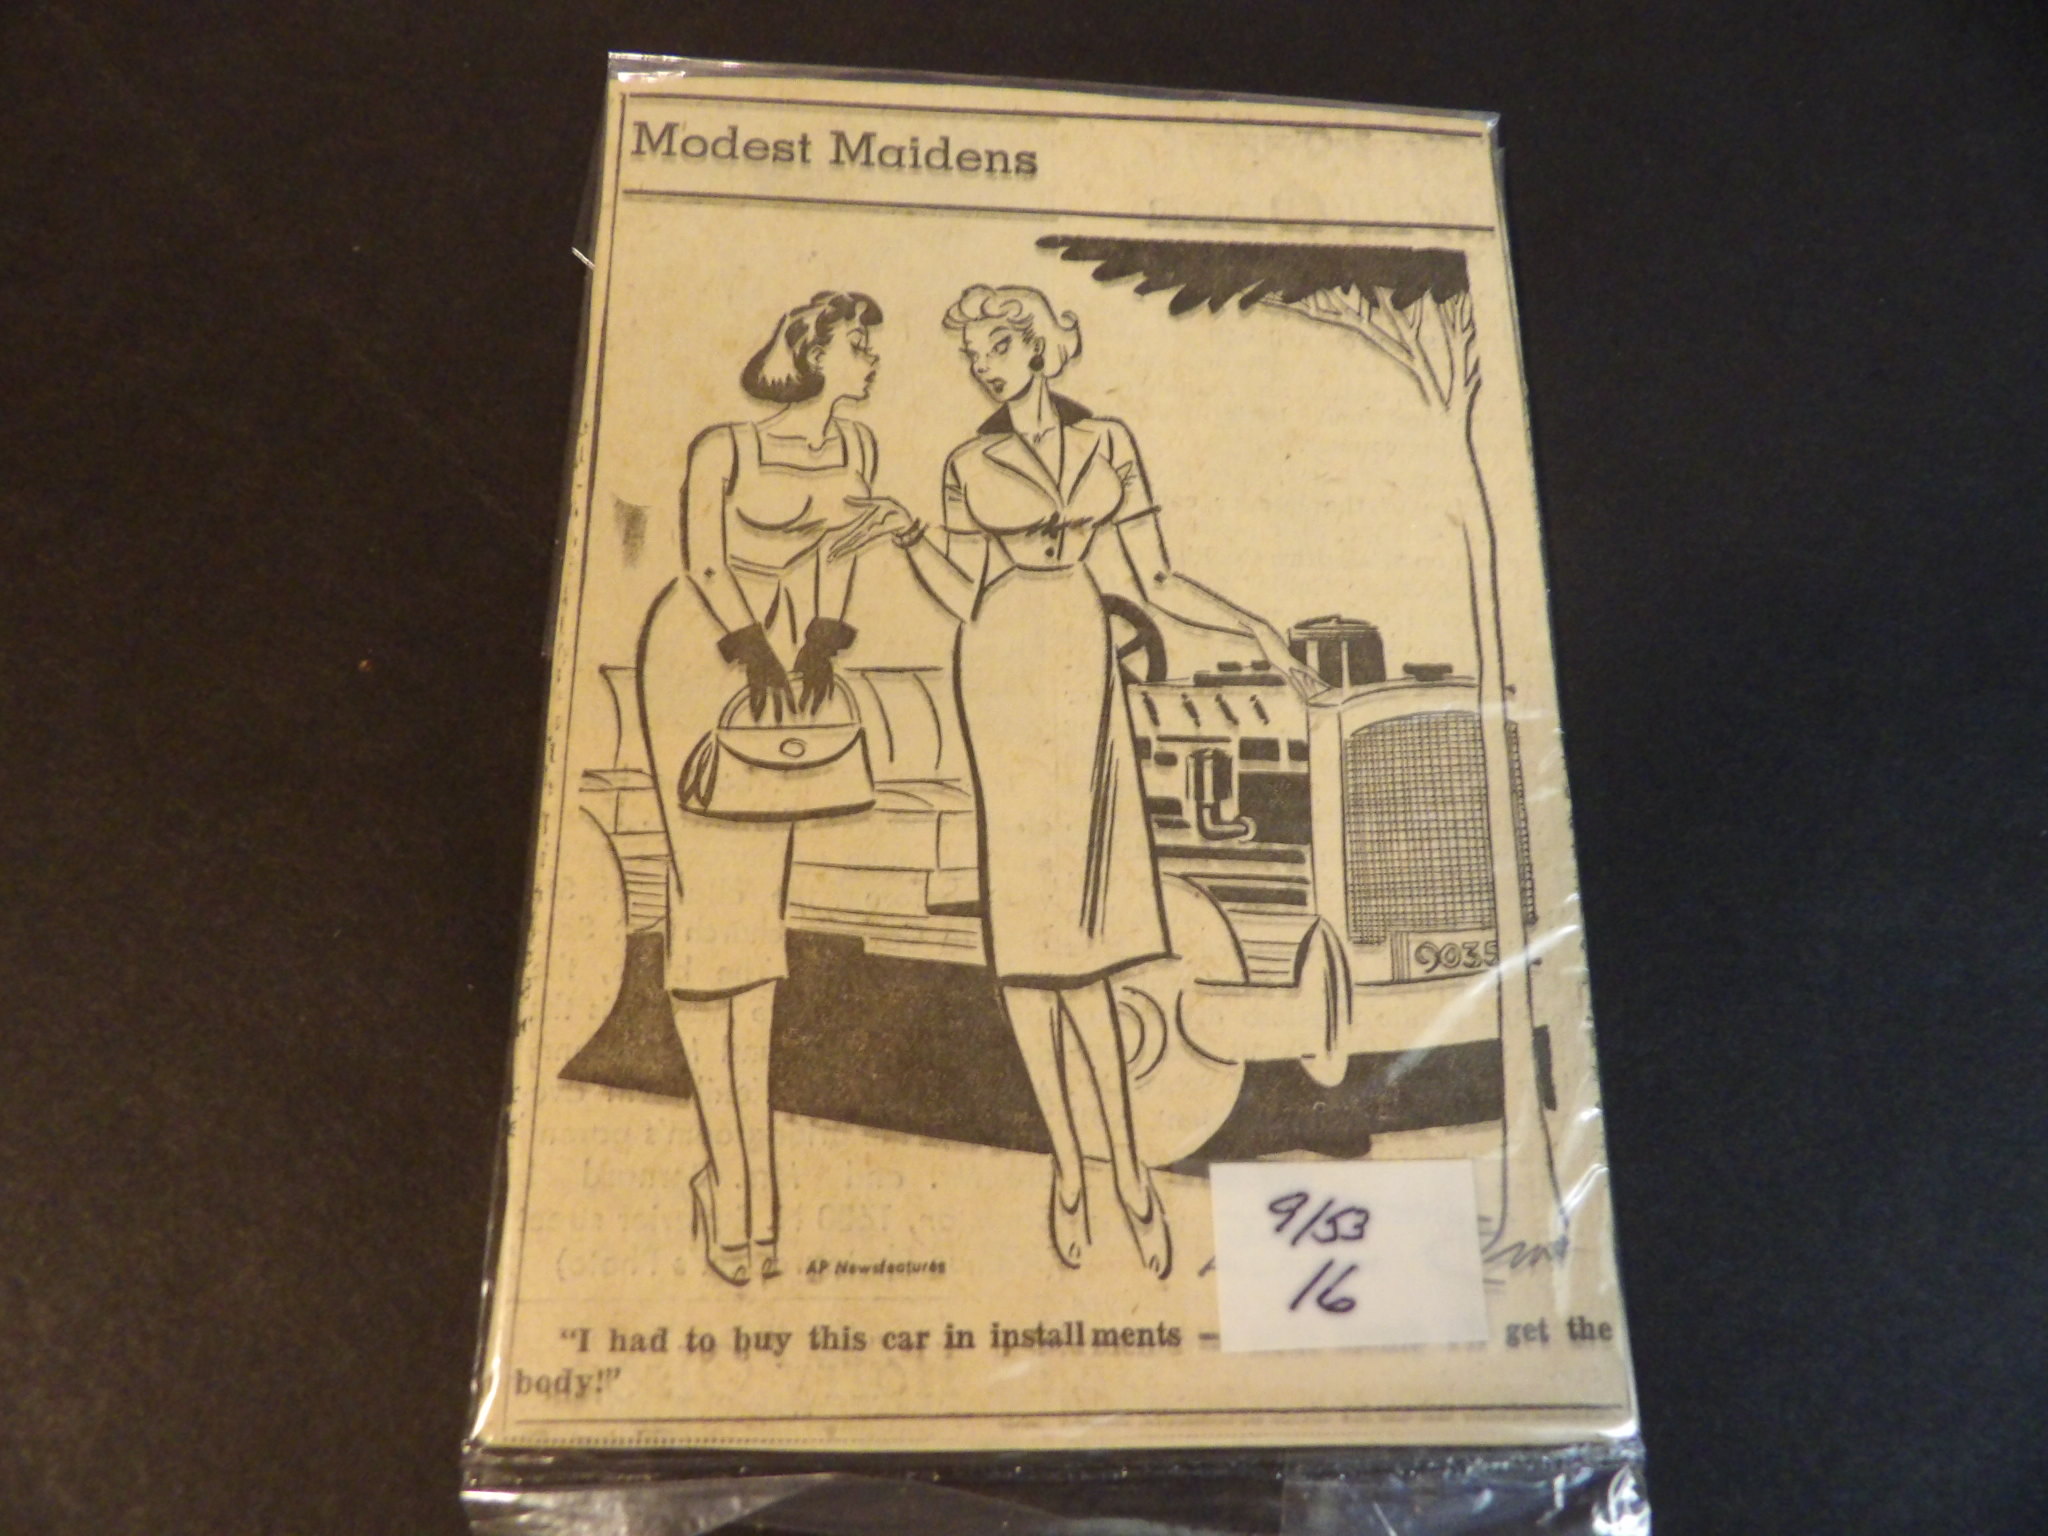 Modest Maidens
9035
9/53
16
AP Newsfeatures
"I had to buy this car in installments — get the
body!"